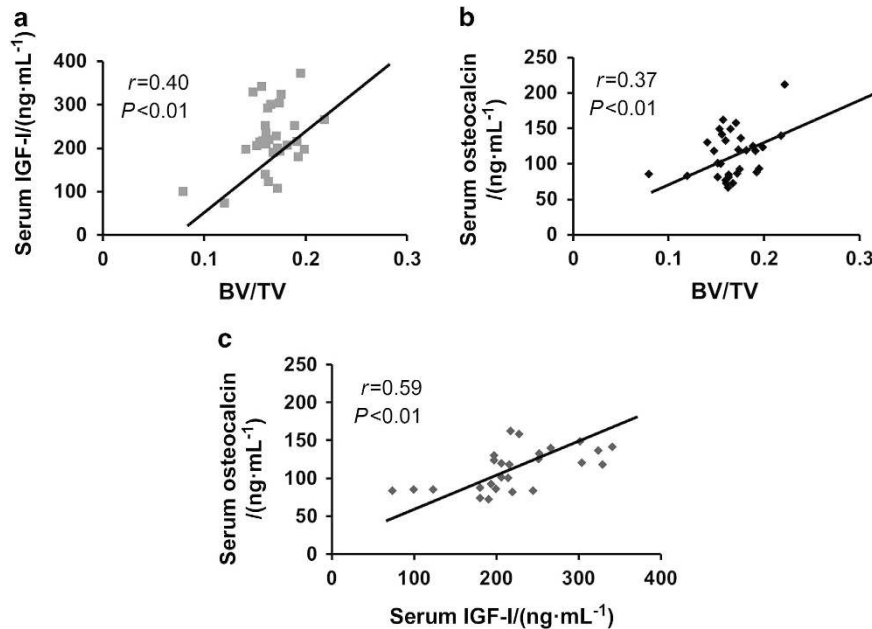 a
Serum IGF-I/(ng·mL⁻¹)
400
300
200
100
0
r=0.40
P<0.01
0
0.1
0.2
0.3
BV/TV
b
Serum osteocalcin
/(ng·mL⁻¹)
250
200
150
100
50
0
r=0.37
P<0.01
0
0.1
0.2
0.3
BV/TV
c
Serum osteocalcin
/(ng·mL⁻¹)
250
200
150
100
50
0
r=0.59
P<0.01
0
100
200
300
400
Serum IGF-I/(ng·mL⁻¹)